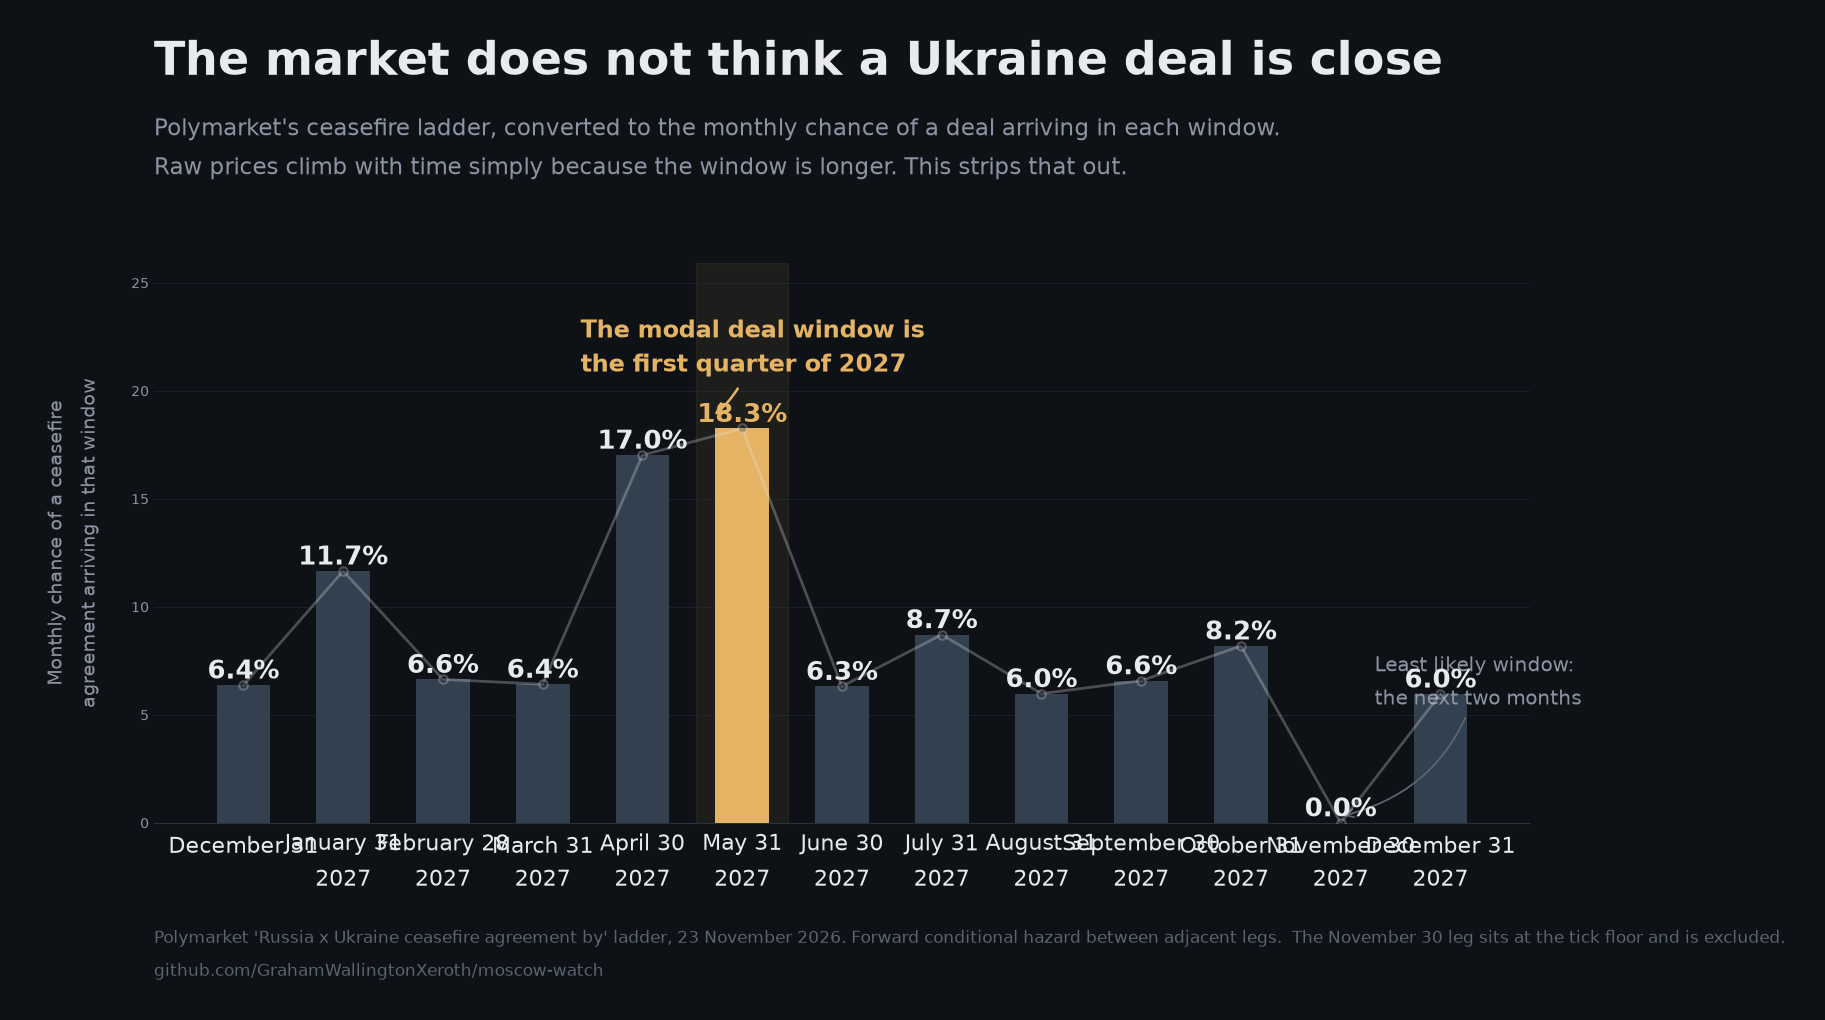 The market does not think a Ukraine deal is close
Polymarket's ceasefire ladder, converted to the monthly chance of a deal arriving in each window.
Raw prices climb with time simply because the window is longer. This strips that out.
Monthly chance of a ceasefire
agreement arriving in that window
25
20
15
10
5
0
The modal deal window is
the first quarter of 2027
6.4%
11.7%
6.6%
6.4%
17.0%
18.3%
6.3%
8.7%
6.0%
6.6%
8.2%
0.0%
6.0%
Least likely window:
the next two months
December 31
January 31
2027
February 28
2027
March 31
2027
April 30
2027
May 31
2027
June 30
2027
July 31
2027
August 31
2027
September 30
2027
October 31
2027
November 30
2027
December 31
2027
Polymarket 'Russia x Ukraine ceasefire agreement by' ladder, 23 November 2026. Forward conditional hazard between adjacent legs.  The November 30 leg sits at the tick floor and is excluded.
github.com/GrahamWallingtonXeroth/moscow-watch